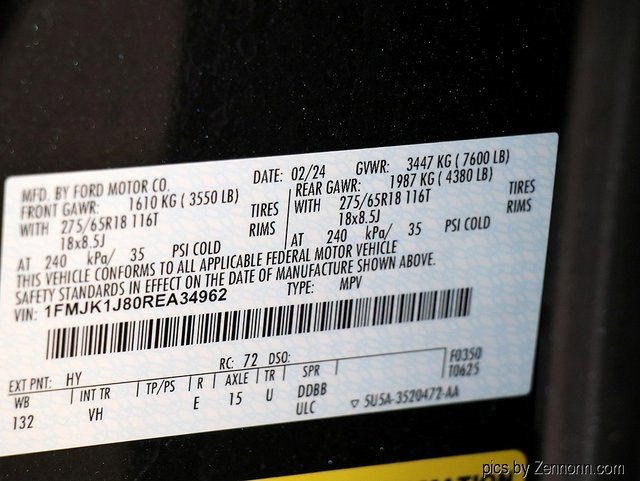 MFD. BY FORD MOTOR CO.
DATE: 02/24 GVWR: 3447 KG ( 7600 LB)
FRONT GAWR: 1610 KG ( 3550 LB)
WITH 275/65R18 116T TIRES
18x8.5J RIMS
AT 240 kPa/ 35 PSI COLD
REAR GAWR: 1987 KG ( 4380 LB)
WITH 275/65R18 116T TIRES
18x8.5J RIMS
AT 240 kPa/ 35 PSI COLD
THIS VEHICLE CONFORMS TO ALL APPLICABLE FEDERAL MOTOR VEHICLE
SAFETY STANDARDS IN EFFECT ON THE DATE OF MANUFACTURE SHOWN ABOVE.
VIN: 1FMJK1J80REA34962 TYPE: MPV
EXT PNT: HY RC: 72 DSO: F0350
T0625
WB INT TR TP/PS R AXLE TR SPR
132 VH E 15 U DDBB
ULC ▽ 5U5A-3520472-AA
pics by Zennonn.com